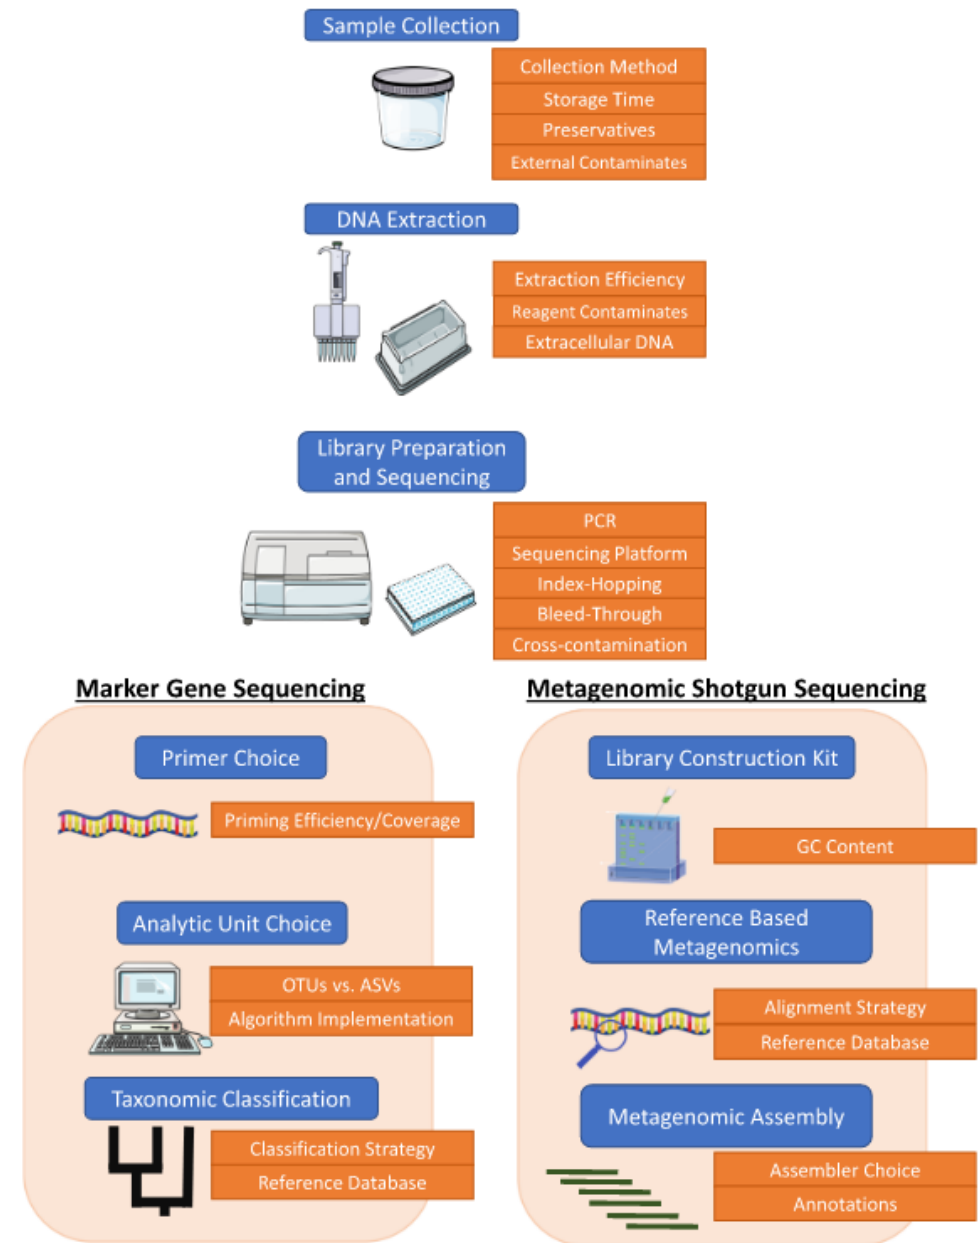 Sample Collection
Collection Method
Storage Time
Preservatives
External Contaminates
DNA Extraction
Extraction Efficiency
Reagent Contaminates
Extracellular DNA
Library Preparation
and Sequencing
PCR
Sequencing Platform
Index-Hopping
Bleed-Through
Cross-contamination
Marker Gene Sequencing
Primer Choice
Priming Efficiency/Coverage
Analytic Unit Choice
OTUs vs. ASVs
Algorithm Implementation
Taxonomic Classification
Classification Strategy
Reference Database
Metagenomic Shotgun Sequencing
Library Construction Kit
GC Content
Reference Based
Metagenomics
Alignment Strategy
Reference Database
Metagenomic Assembly
Assembler Choice
Annotations